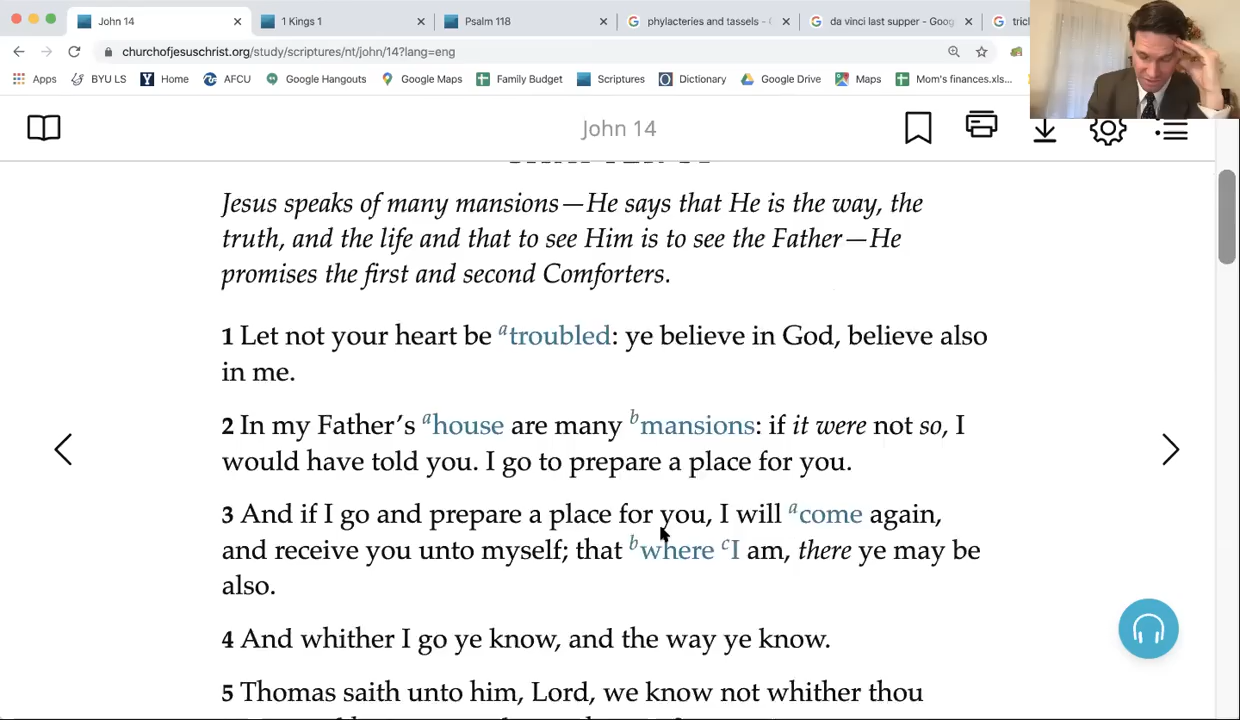 John 14
1 Kings 1
Psalm 118
phylacteries and tassels - G
da vinci last supper - Goog
tricl
churchofjesuschrist.org/study/scriptures/nt/john/14?lang=eng
Apps BYU LS Home AFCU Google Hangouts Google Maps Family Budget Scriptures Dictionary Google Drive Maps Mom's finances.xls...
John 14
Jesus speaks of many mansions—He says that He is the way, the
truth, and the life and that to see Him is to see the Father—He
promises the first and second Comforters.
1 Let not your heart be a troubled: ye believe in God, believe also
in me.
2 In my Father's a house are many b mansions: if it were not so, I
would have told you. I go to prepare a place for you.
3 And if I go and prepare a place for you, I will a come again,
and receive you unto myself; that b where c I am, there ye may be
also.
4 And whither I go ye know, and the way ye know.
5 Thomas saith unto him, Lord, we know not whither thou